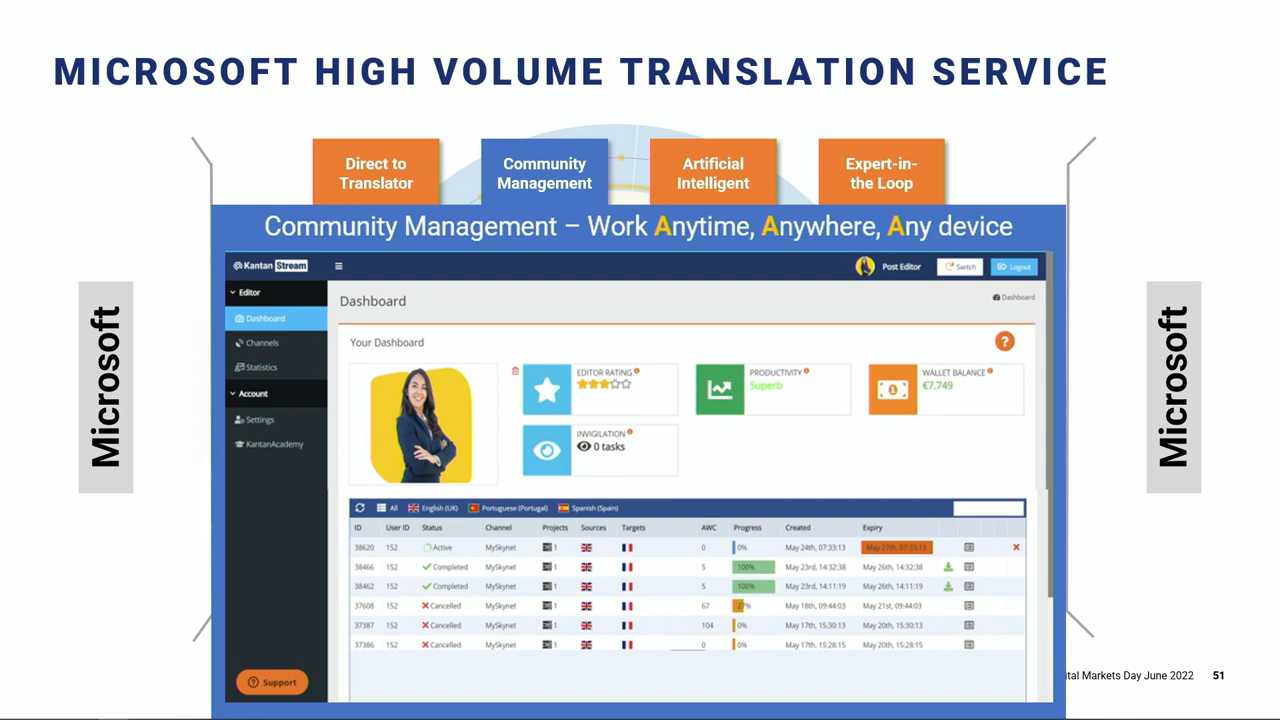 MICROSOFT HIGH VOLUME TRANSLATION SERVICE
Direct to
Translator
Community
Management
Artificial
Intelligent
Expert-in-
the Loop
Community Management – Work Anytime, Anywhere, Any device
Microsoft
Kantan Stream
Post Editor
Switch
Logout
Editor
Dashboard
Channels
Statistics
Account
Settings
KantanAcademy
Support
Dashboard
Dashboard
Your Dashboard
?
EDITOR RATING
PRODUCTIVITY
Superb
WALLET BALANCE
€7.749
INVIGILATION
0 tasks
All English (UK) Portuguese (Portugal) Spanish (Spain)
ID User ID Status Channel Projects Sources Targets AWC Progress Created Expiry
38620 152 Active MySkynet 1 0 0% May 24th, 07:33:13 May 27th, 07:33:13
38466 152 Completed MySkynet 1 5 100% May 23rd, 14:32:38 May 26th, 14:32:38
38462 152 Completed MySkynet 1 5 100% May 23rd, 14:11:19 May 26th, 14:11:19
37608 152 Cancelled MySkynet 1 67 27% May 18th, 09:44:03 May 21st, 09:44:03
37387 152 Cancelled MySkynet 1 104 0% May 17th, 15:30:13 May 20th, 15:30:13
37386 152 Cancelled MySkynet 1 0 0% May 17th, 15:28:15 May 20th, 15:28:15
Microsoft
ital Markets Day June 2022 51